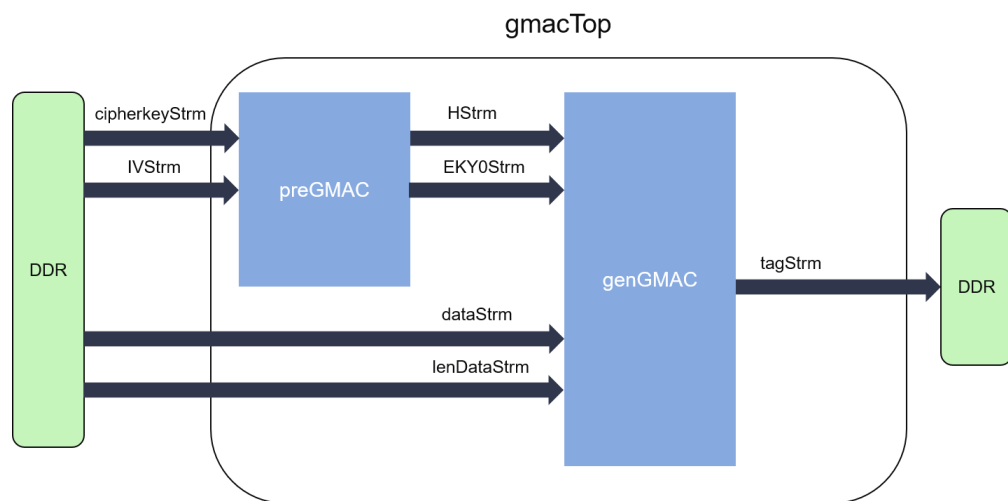 gmacTop
cipherkeyStrm
HStrm
IVStrm
EKY0Strm
preGMAC
DDR
genGMAC
tagStrm
DDR
dataStrm
lenDataStrm